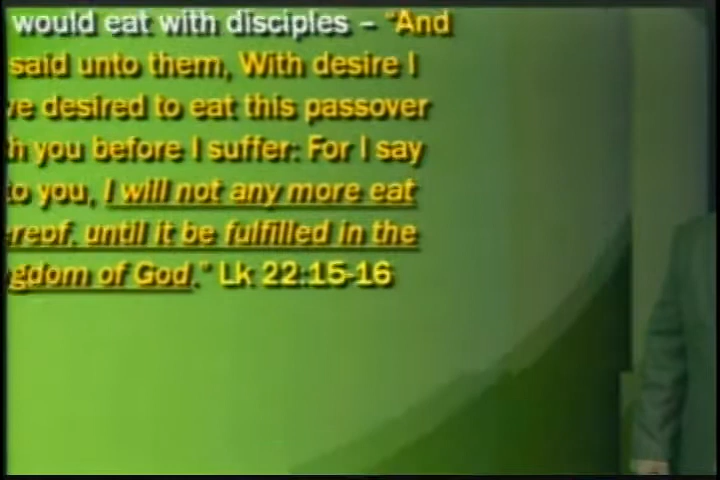 would eat with disciples – "And
said unto them, With desire I
ve desired to eat this passover
h you before I suffer: For I say
to you, I will not any more eat
ereof, until it be fulfilled in the
gdom of God." Lk 22:15-16